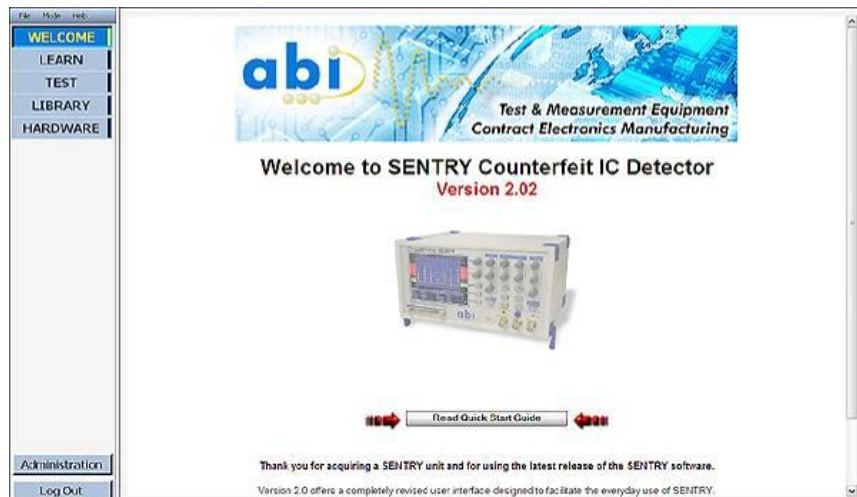 File Mode Help
WELCOME
LEARN
TEST
LIBRARY
HARDWARE
abi
Test & Measurement Equipment
Contract Electronics Manufacturing
Welcome to SENTRY Counterfeit IC Detector
Version 2.02
abi
Read Quick Start Guide
Thank you for acquiring a SENTRY unit and for using the latest release of the SENTRY software.
Version 2.0 offers a completely revised user interface designed to facilitate the everyday use of SENTRY.
Administration
Log Out